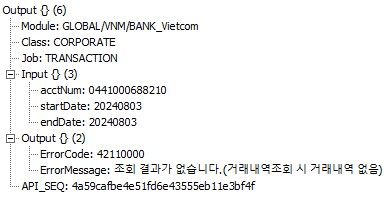 Output {} (6)
Module: GLOBAL/VNM/BANK_Vietcom
Class: CORPORATE
Job: TRANSACTION
Input {} (3)
acctNum: 0441000688210
startDate: 20240803
endDate: 20240803
Output {} (2)
ErrorCode: 42110000
ErrorMessage: 조회 결과가 없습니다.(거래내역조회 시 거래내역 없음)
API_SEQ: 4a59cafbe4e51fd6e43555eb11e3bf4f